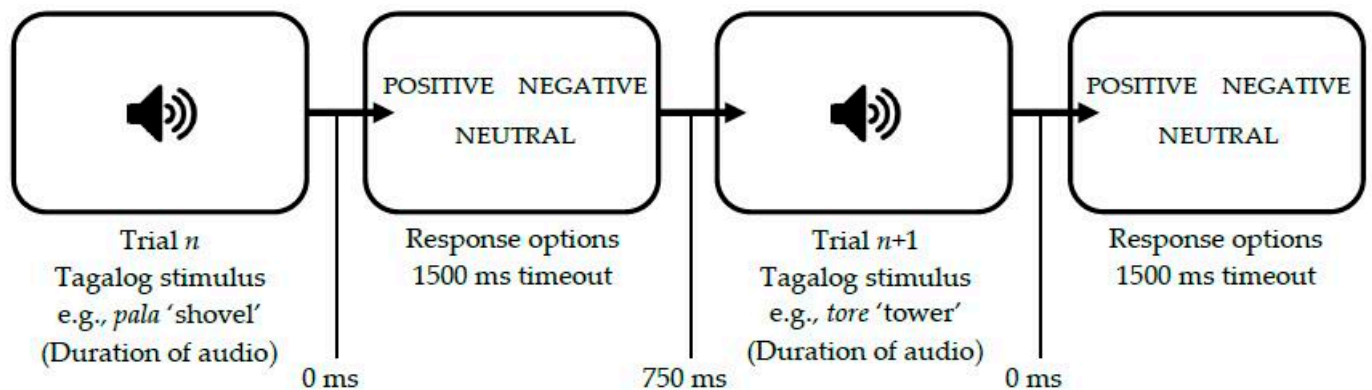 POSITIVE NEGATIVE
NEUTRAL
POSITIVE NEGATIVE
NEUTRAL
Trial n
Tagalog stimulus
e.g., pala ‘shovel’
(Duration of audio)
0 ms
Response options
1500 ms timeout
750 ms
Trial n+1
Tagalog stimulus
e.g., tore ‘tower’
(Duration of audio)
0 ms
Response options
1500 ms timeout